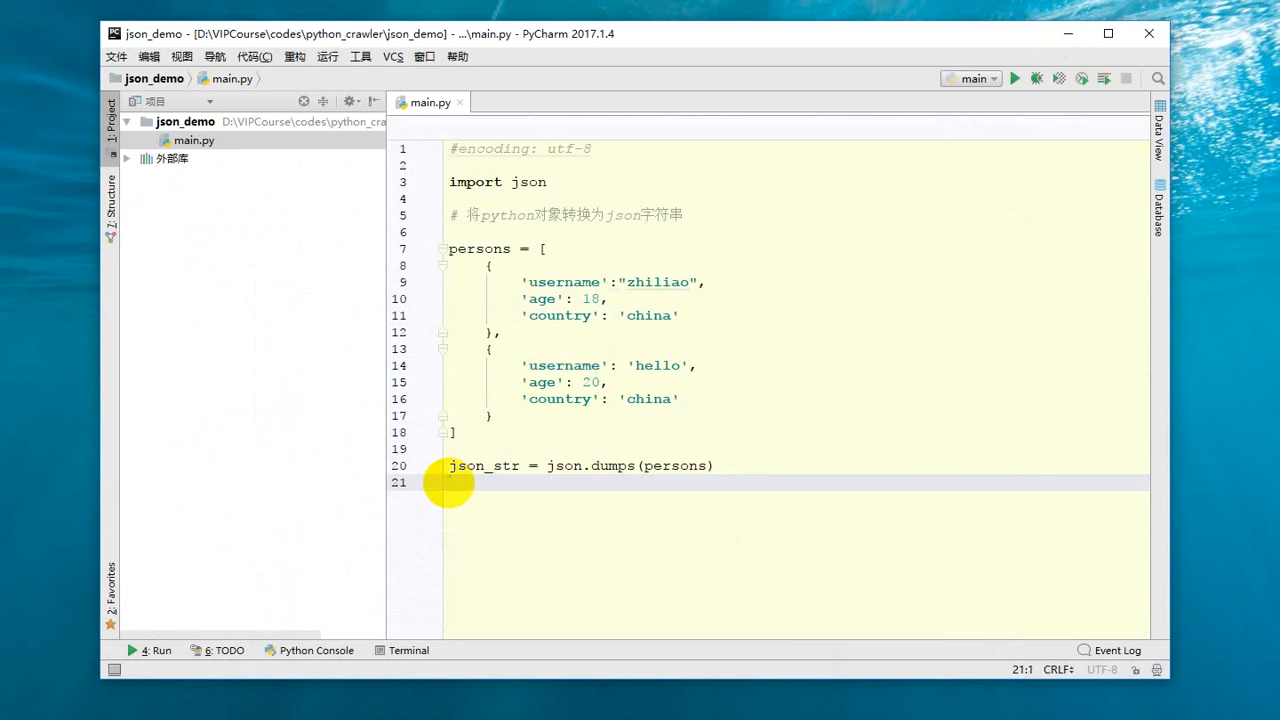 json_demo - [D:\VIPCourse\codes\python_crawler\json_demo] - ...\main.py - PyCharm 2017.1.4
文件 编辑 视图 导航 代码(C) 重构 运行 工具 VCS 窗口 帮助
json_demo main.py main
项目 main.py
json_demo D:\VIPCourse\codes\python_cra
main.py
外部库
1: Project
7: Structure
2: Favorites
1 #encoding: utf-8
2
3 import json
4
5 # 将python对象转换为json字符串
6
7 persons = [
8 {
9 'username':"zhiliao",
10 'age': 18,
11 'country': 'china'
12 },
13 {
14 'username': 'hello',
15 'age': 20,
16 'country': 'china'
17 }
18 ]
19
20 json_str = json.dumps(persons)
21
Data View
Database
4: Run 6: TODO Python Console Terminal Event Log
21:1 CRLF UTF-8